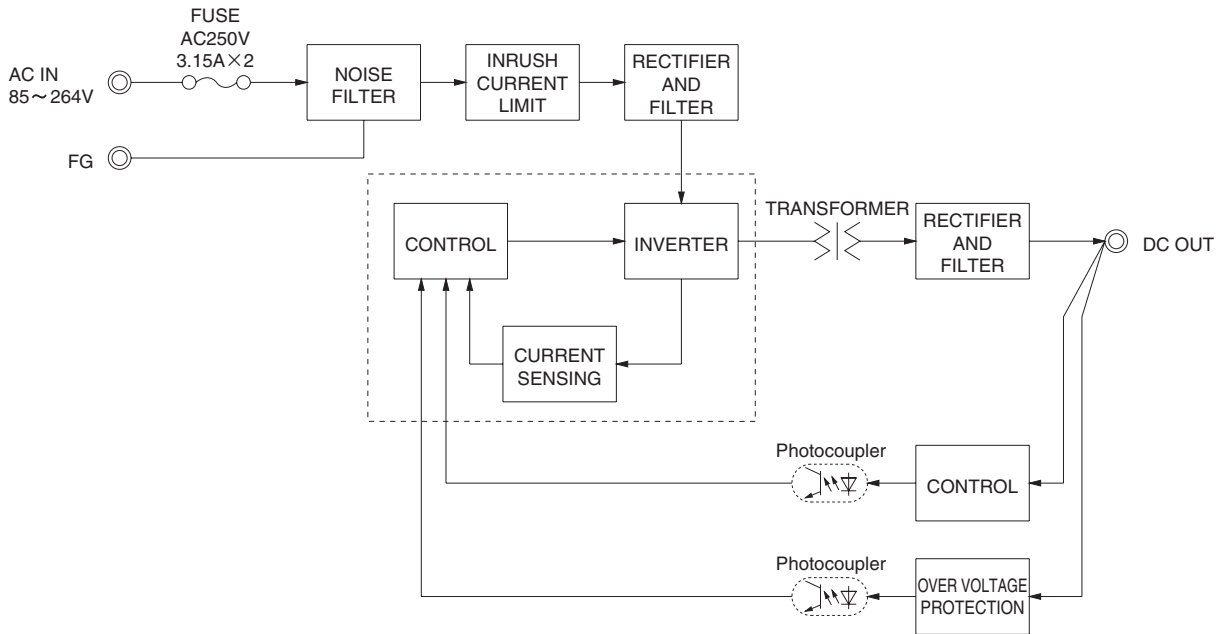 FUSE
AC250V
3.15A×2
AC IN
85～264V
NOISE
FILTER
INRUSH
CURRENT
LIMIT
RECTIFIER
AND
FILTER
FG
CONTROL
INVERTER
TRANSFORMER
RECTIFIER
AND
FILTER
DC OUT
CURRENT
SENSING
Photocoupler
CONTROL
Photocoupler
OVER VOLTAGE
PROTECTION